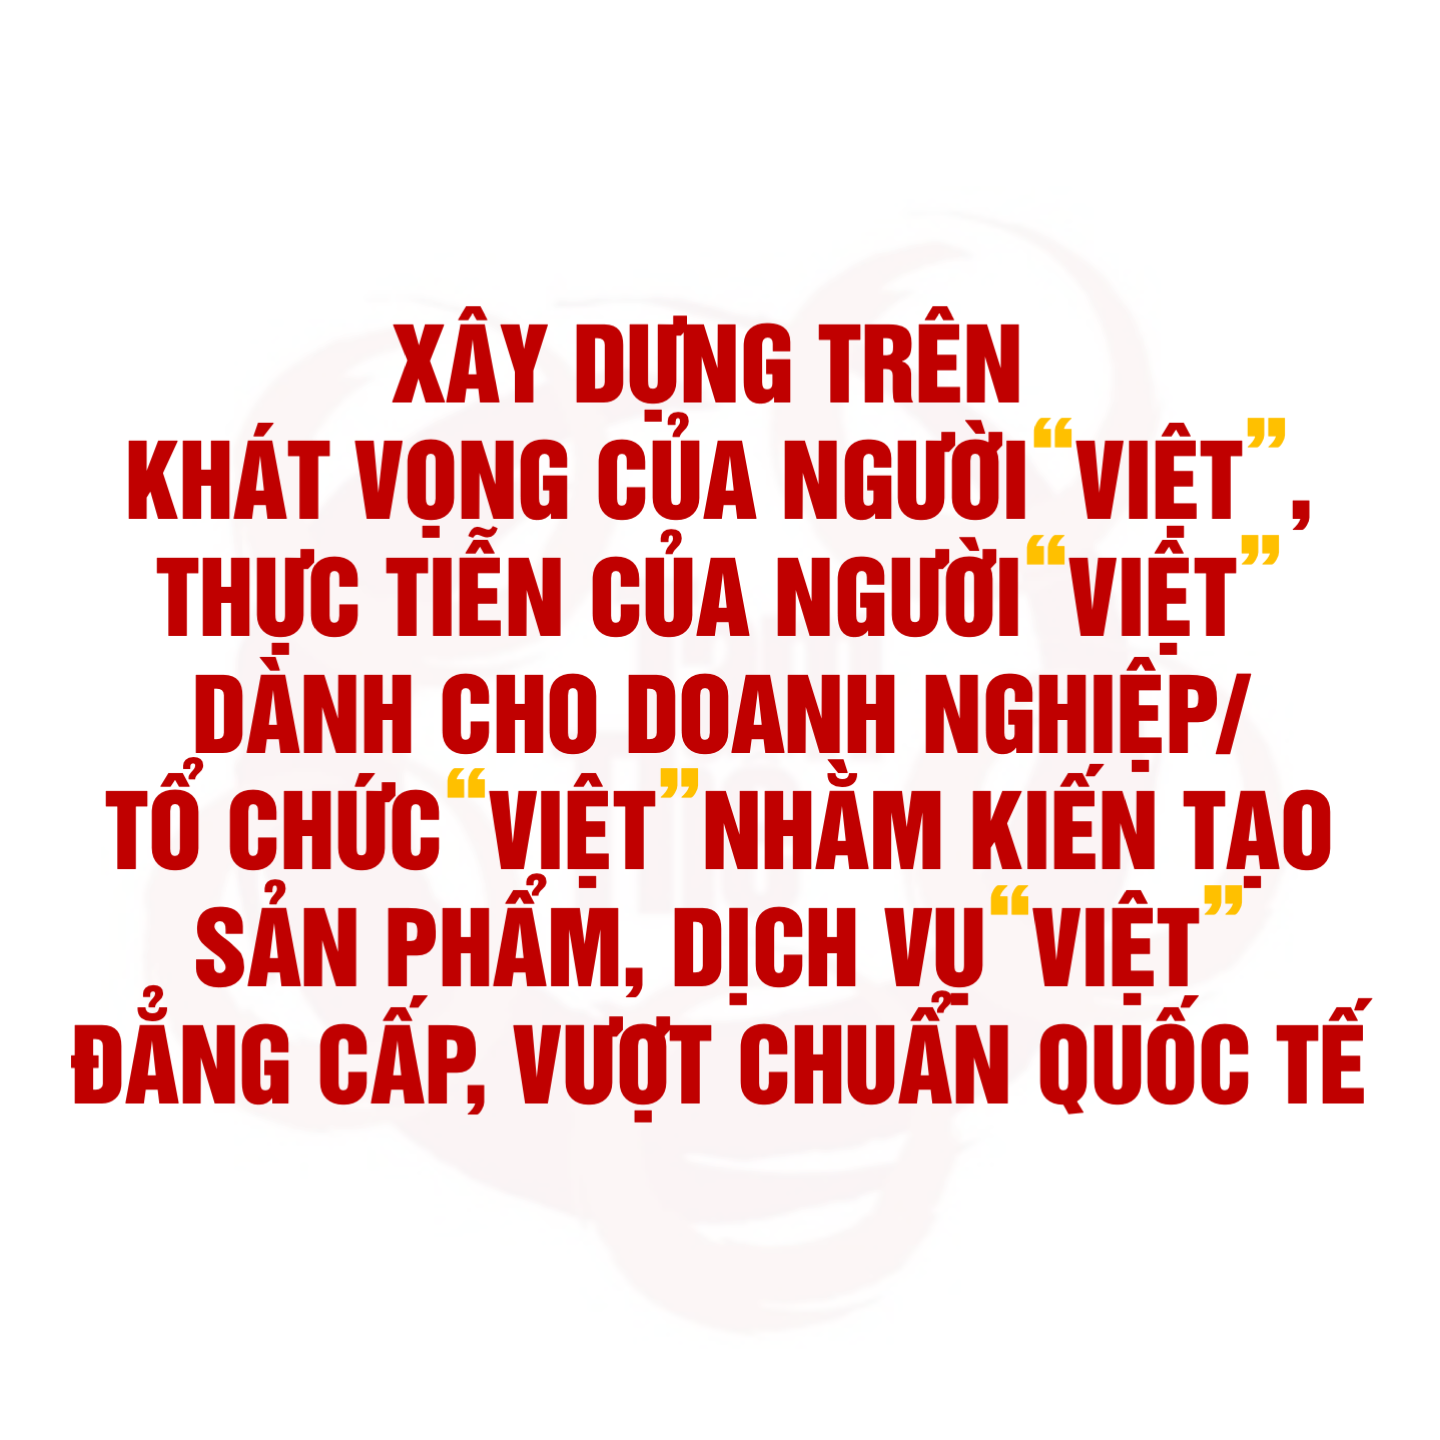 XÂY DỰNG TRÊN
KHÁT VỌNG CỦA NGƯỜI “VIỆT” ,
THỰC TIỄN CỦA NGƯỜI “VIỆT”
DÀNH CHO DOANH NGHIỆP/
TỔ CHỨC “VIỆT” NHẰM KIẾN TẠO
SẢN PHẨM, DỊCH VỤ “VIỆT”
ĐẲNG CẤP, VƯỢT CHUẨN QUỐC TẾ